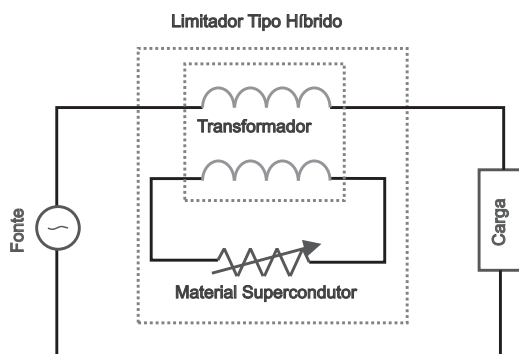 Limitador Tipo Híbrido
Transformador
Fonte
Carga
Material Supercondutor